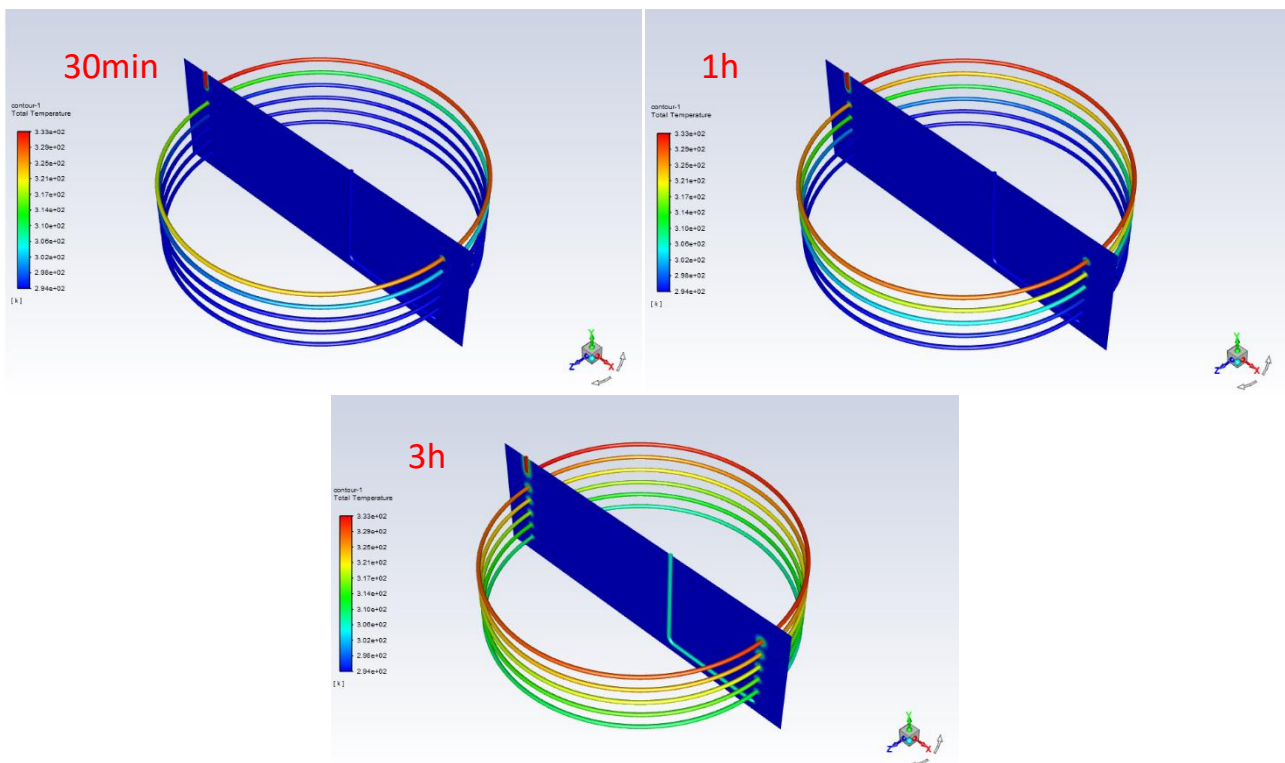 30min
contour-1
Total Temperature
3.33e+02
3.29e+02
3.25e+02
3.21e+02
3.17e+02
3.14e+02
3.10e+02
3.06e+02
3.02e+02
2.98e+02
2.94e+02
[ k ]
Y
Z
X
1h
contour-1
Total Temperature
3.33e+02
3.29e+02
3.25e+02
3.21e+02
3.17e+02
3.14e+02
3.10e+02
3.06e+02
3.02e+02
2.98e+02
2.94e+02
[ k ]
Y
Z
X
3h
contour-1
Total Temperature
3.33e+02
3.29e+02
3.25e+02
3.21e+02
3.17e+02
3.14e+02
3.10e+02
3.06e+02
3.02e+02
2.98e+02
2.94e+02
[ k ]
Y
Z
X